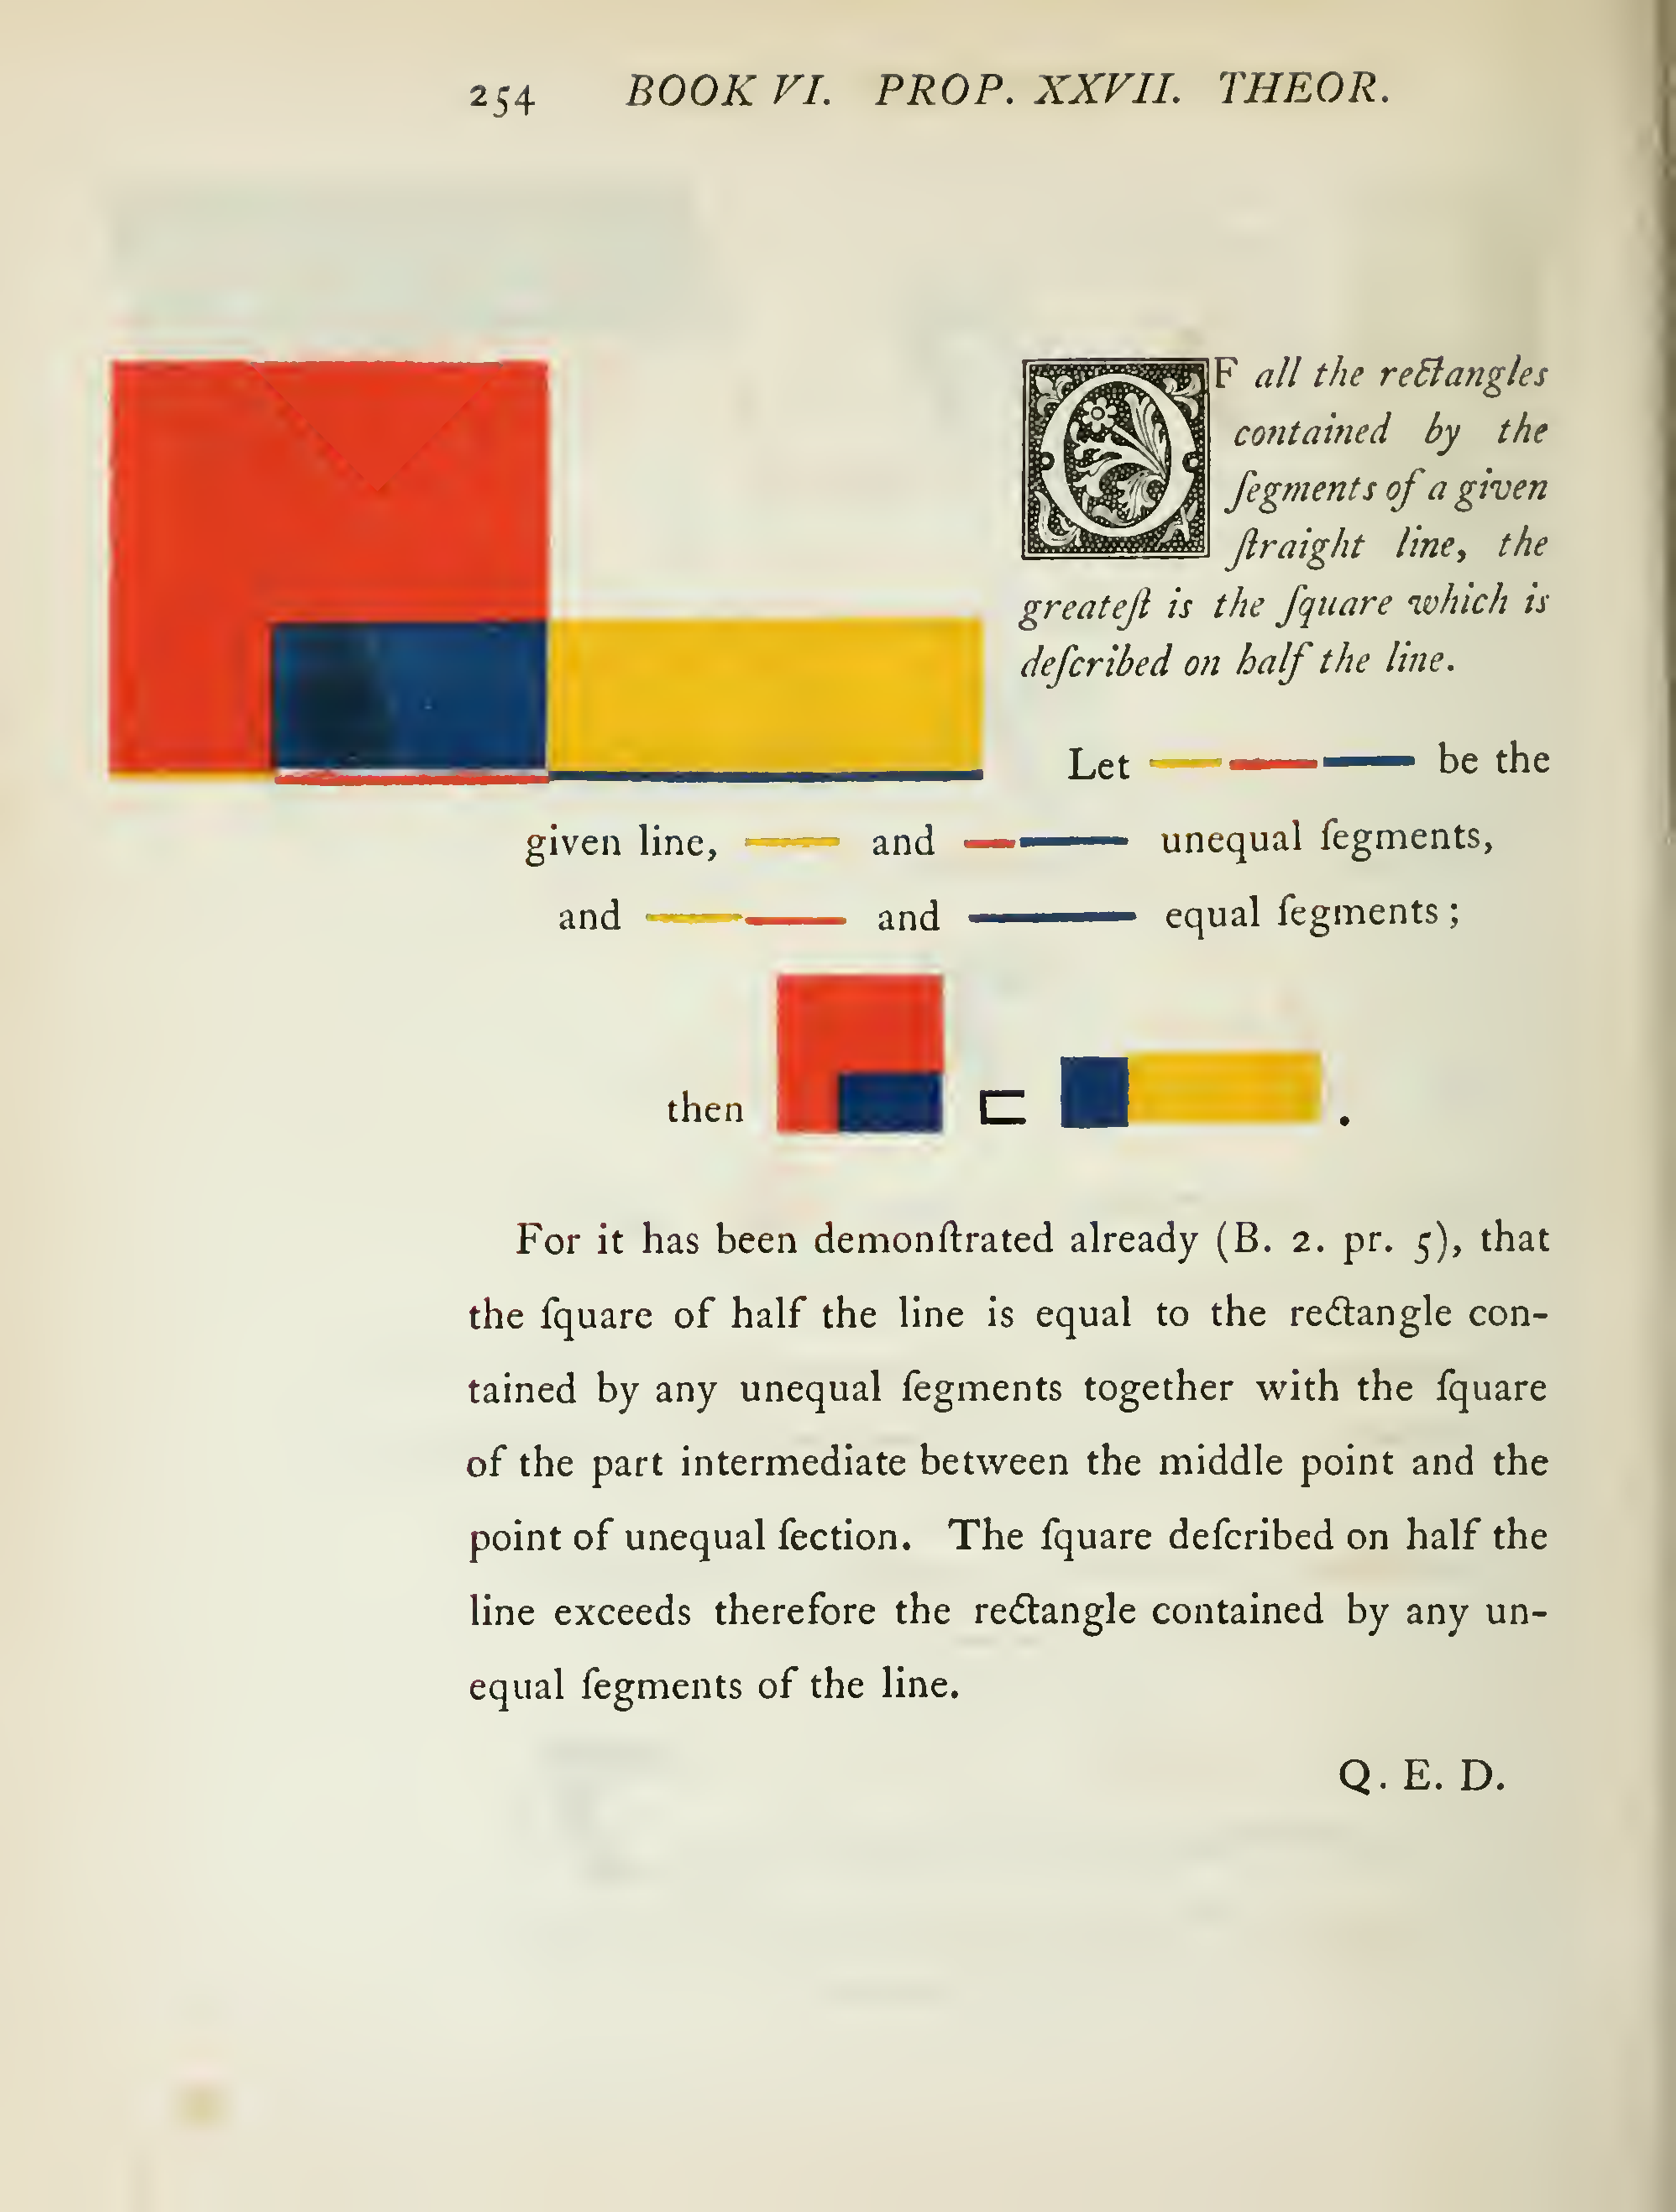 254 BOOK VI. PROP. XXVII. THEOR.
OF all the rectangles
contained by the
ſegments of a given
ſtraight line, the
greateſt is the ſquare which is
deſcribed on half the line.
Let be the
given line, and unequal ſegments,
and and equal ſegments ;
then ⊏ .
For it has been demonſtrated already (B. 2. pr. 5), that
the ſquare of half the line is equal to the rectangle con-
tained by any unequal ſegments together with the ſquare
of the part intermediate between the middle point and the
point of unequal ſection. The ſquare deſcribed on half the
line exceeds therefore the rectangle contained by any un-
equal ſegments of the line.
Q. E. D.